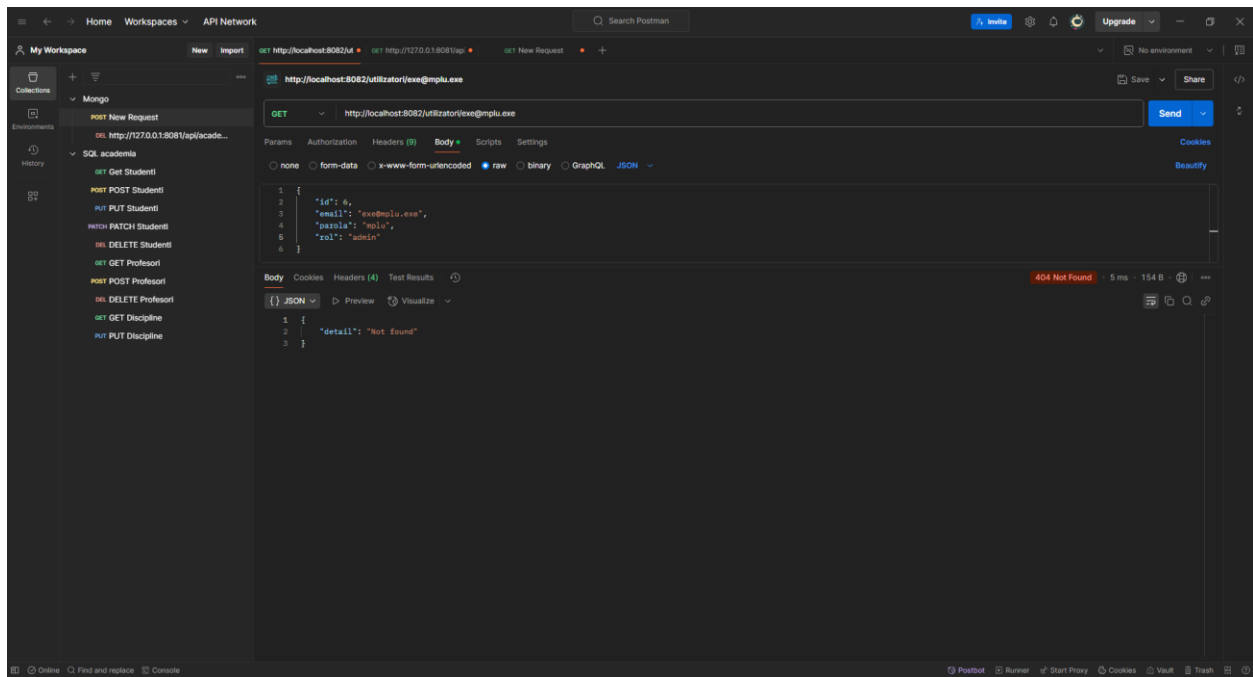 Home Workspaces API Network Search Postman Invite Upgrade
My Workspace New Import GET http://localhost:8082/ut GET http://127.0.0.1:8081/api GET New Request No environment
Collections
Environments
History
Mongo
POST New Request
DEL http://127.0.0.1:8081/api/acade...
SQL academia
GET Get Studenti
POST POST Studenti
PUT PUT Studenti
PATCH PATCH Studenti
DEL DELETE Studenti
GET GET Profesori
POST POST Profesori
DEL DELETE Profesori
GET GET Discipline
PUT PUT Discipline
http://localhost:8082/utilizatori/exe@mplu.exe Save Share
GET http://localhost:8082/utilizatori/exe@mplu.exe Send
Params Authorization Headers (9) Body Scripts Settings Cookies
none form-data x-www-form-urlencoded raw binary GraphQL JSON Beautify
1 {
2 "id": 6,
3 "email": "exe@mplu.exe",
4 "parola": "mplu",
5 "rol": "admin"
6 }
Body Cookies Headers (4) Test Results 404 Not Found 5 ms 154 B
{} JSON Preview Visualize
1 {
2 "detail": "Not found"
3 }
Online Find and replace Console Postbot Runner Start Proxy Cookies Vault Trash